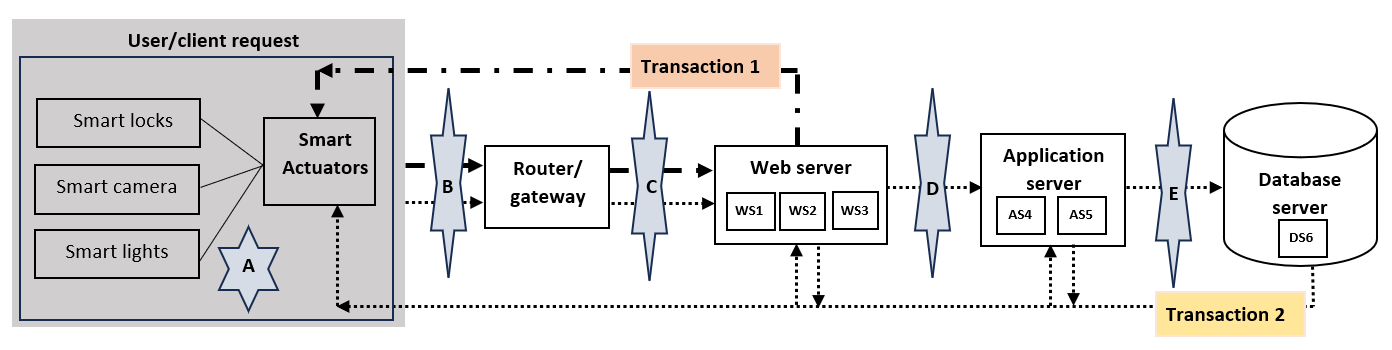 User/client request
Transaction 1
Smart locks
Smart camera
Smart lights
Smart
Actuators
A
B
Router/
gateway
C
Web server
WS1
WS2
WS3
D
Application
server
AS4
AS5
E
Database
server
DS6
Transaction 2